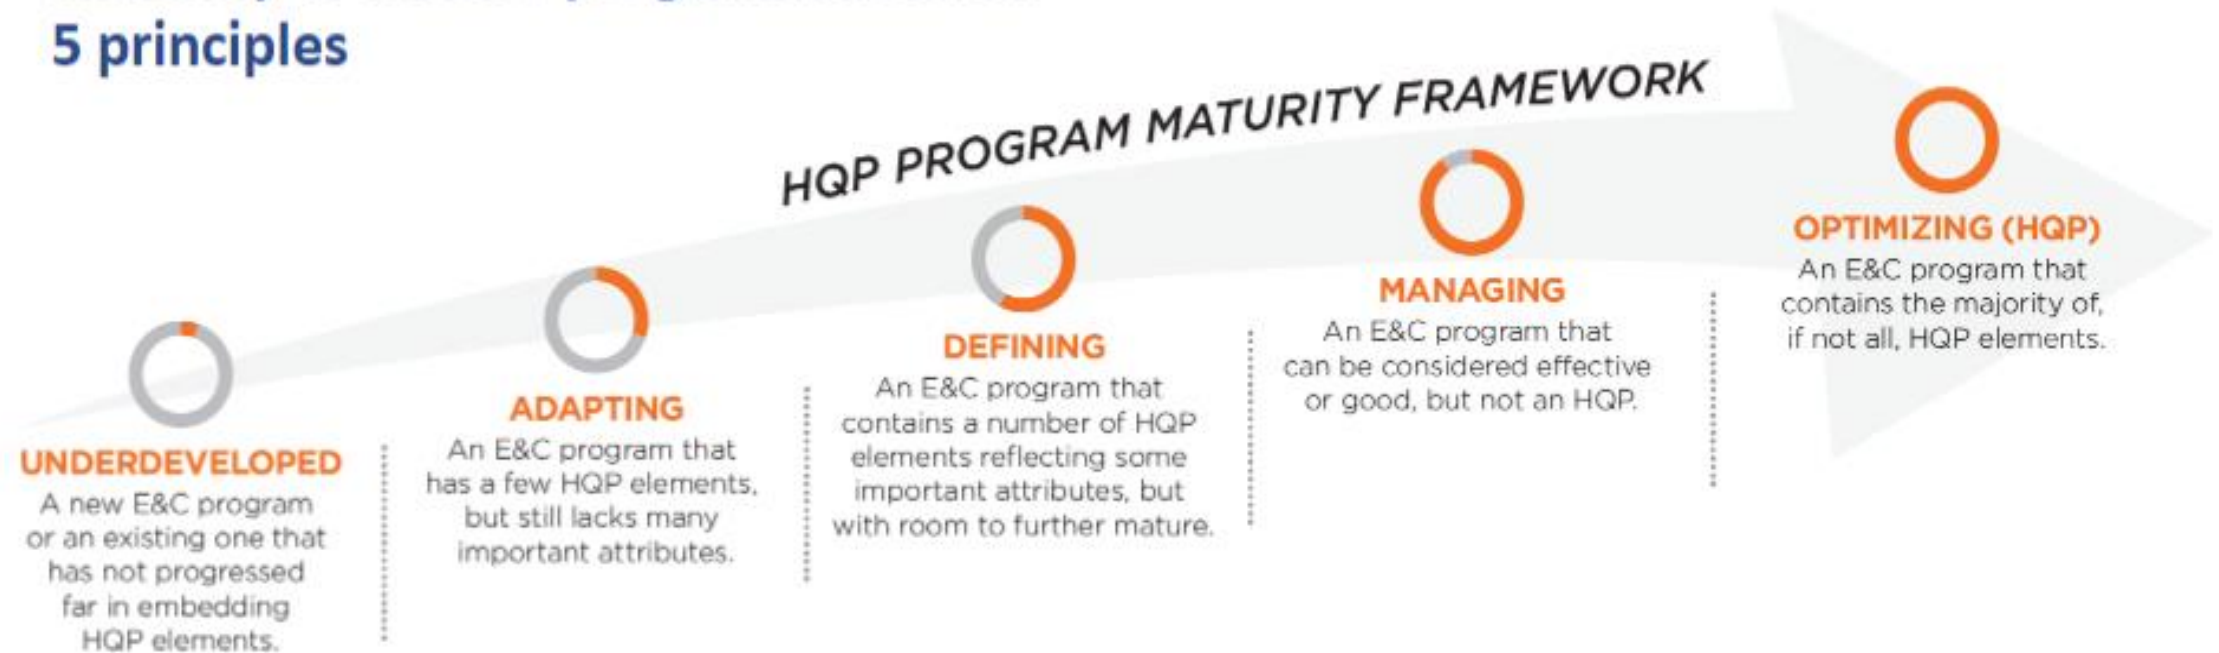 5 principles
HQP PROGRAM MATURITY FRAMEWORK
UNDERDEVELOPED
A new E&C program
or an existing one that
has not progressed
far in embedding
HQP elements.
ADAPTING
An E&C program that
has a few HQP elements,
but still lacks many
important attributes.
DEFINING
An E&C program that
contains a number of HQP
elements reflecting some
important attributes, but
with room to further mature.
MANAGING
An E&C program that
can be considered effective
or good, but not an HQP.
OPTIMIZING (HQP)
An E&C program that
contains the majority of,
if not all, HQP elements.